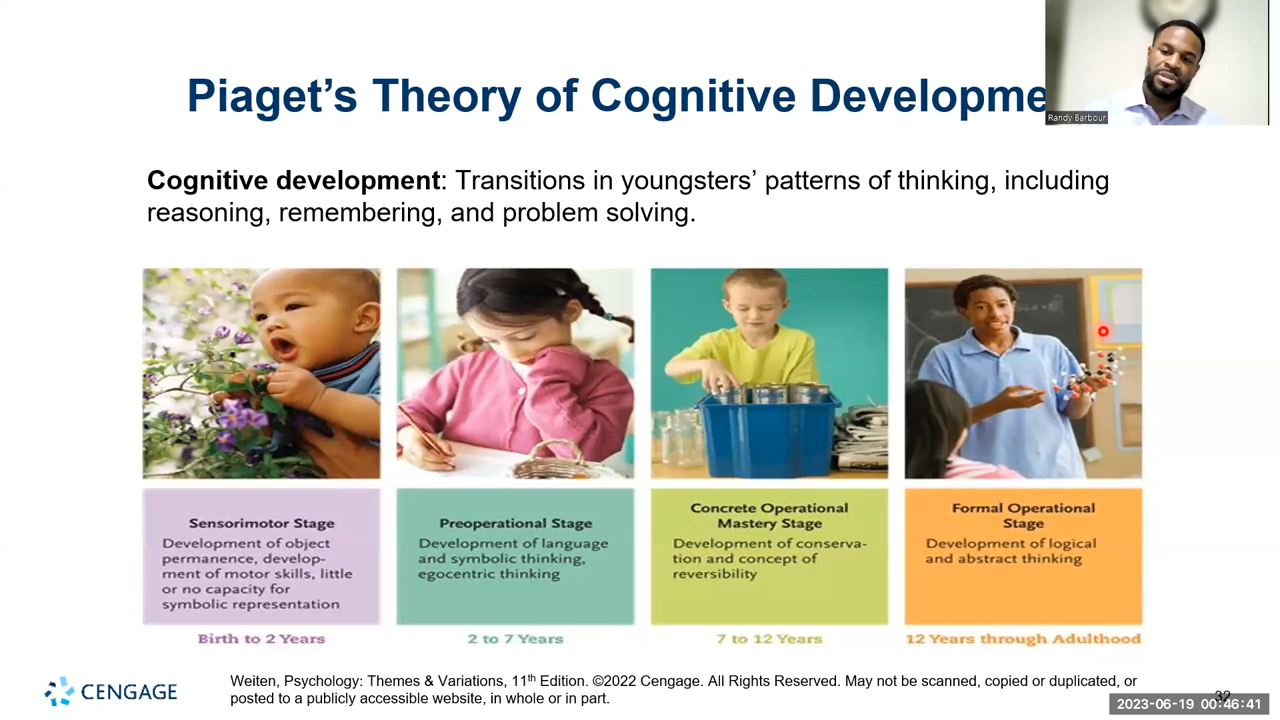 Piaget's Theory of Cognitive Developme
Randy Barbour
Cognitive development: Transitions in youngsters' patterns of thinking, including
reasoning, remembering, and problem solving.
Sensorimotor Stage
Development of object
permanence, develop-
ment of motor skills, little
or no capacity for
symbolic representation
Birth to 2 Years
Preoperational Stage
Development of language
and symbolic thinking,
egocentric thinking
2 to 7 Years
Concrete Operational
Mastery Stage
Development of conserva-
tion and concept of
reversibility
7 to 12 Years
Formal Operational
Stage
Development of logical
and abstract thinking
12 Years through Adulthood
CENGAGE
Weiten, Psychology: Themes & Variations, 11th Edition. ©2022 Cengage. All Rights Reserved. May not be scanned, copied or duplicated, or
posted to a publicly accessible website, in whole or in part.
32
2023-06-19 00:46:41